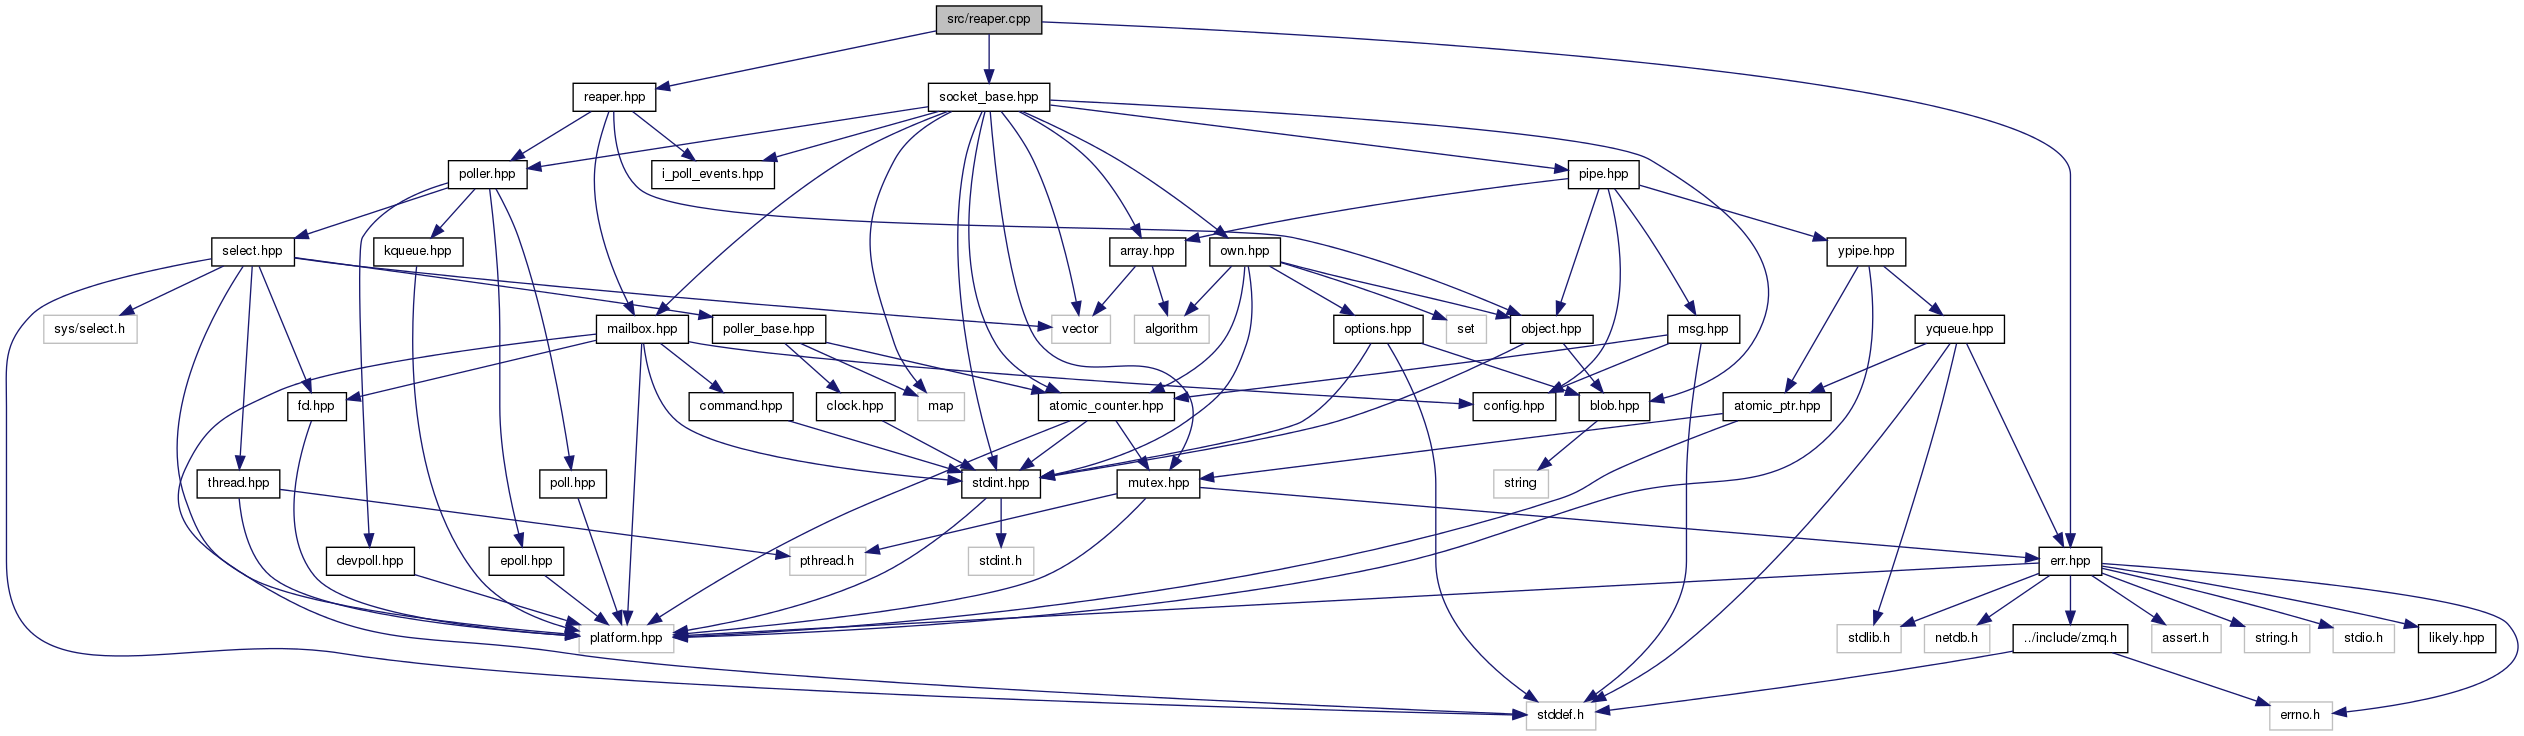 src/reaper.cpp
reaper.hpp
socket_base.hpp
poller.hpp
i_poll_events.hpp
pipe.hpp
select.hpp
kqueue.hpp
array.hpp
own.hpp
ypipe.hpp
sys/select.h
mailbox.hpp
poller_base.hpp
vector
algorithm
options.hpp
set
object.hpp
msg.hpp
yqueue.hpp
fd.hpp
command.hpp
clock.hpp
map
atomic_counter.hpp
config.hpp
blob.hpp
atomic_ptr.hpp
thread.hpp
poll.hpp
stdint.hpp
mutex.hpp
string
devpoll.hpp
epoll.hpp
pthread.h
stdint.h
err.hpp
platform.hpp
stdlib.h
netdb.h
../include/zmq.h
assert.h
string.h
stdio.h
likely.hpp
stddef.h
errno.h